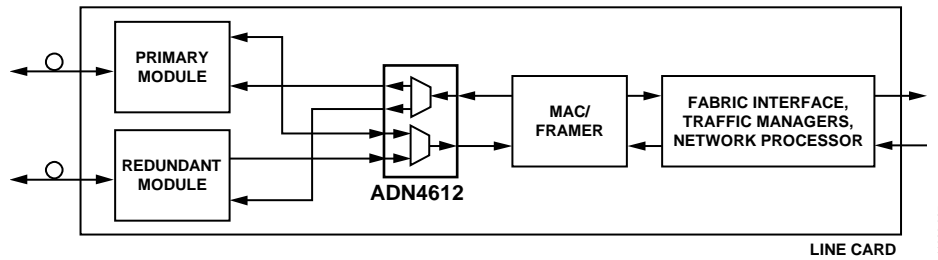 PRIMARY
MODULE
REDUNDANT
MODULE
ADN4612
MAC/
FRAMER
FABRIC INTERFACE,
TRAFFIC MANAGERS,
NETWORK PROCESSOR
LINE CARD